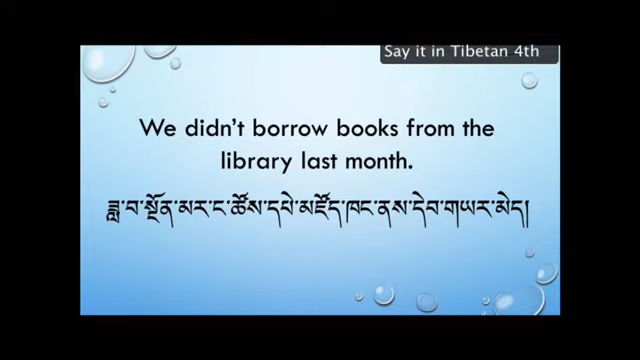 Say it in Tibetan 4th
We didn't borrow books from the
library last month.
ཟླ་བ་སྔོན་མར་ང་ཚོས་དཔེ་མཛོད་ཁང་ནས་དེབ་གཡར་མེད།